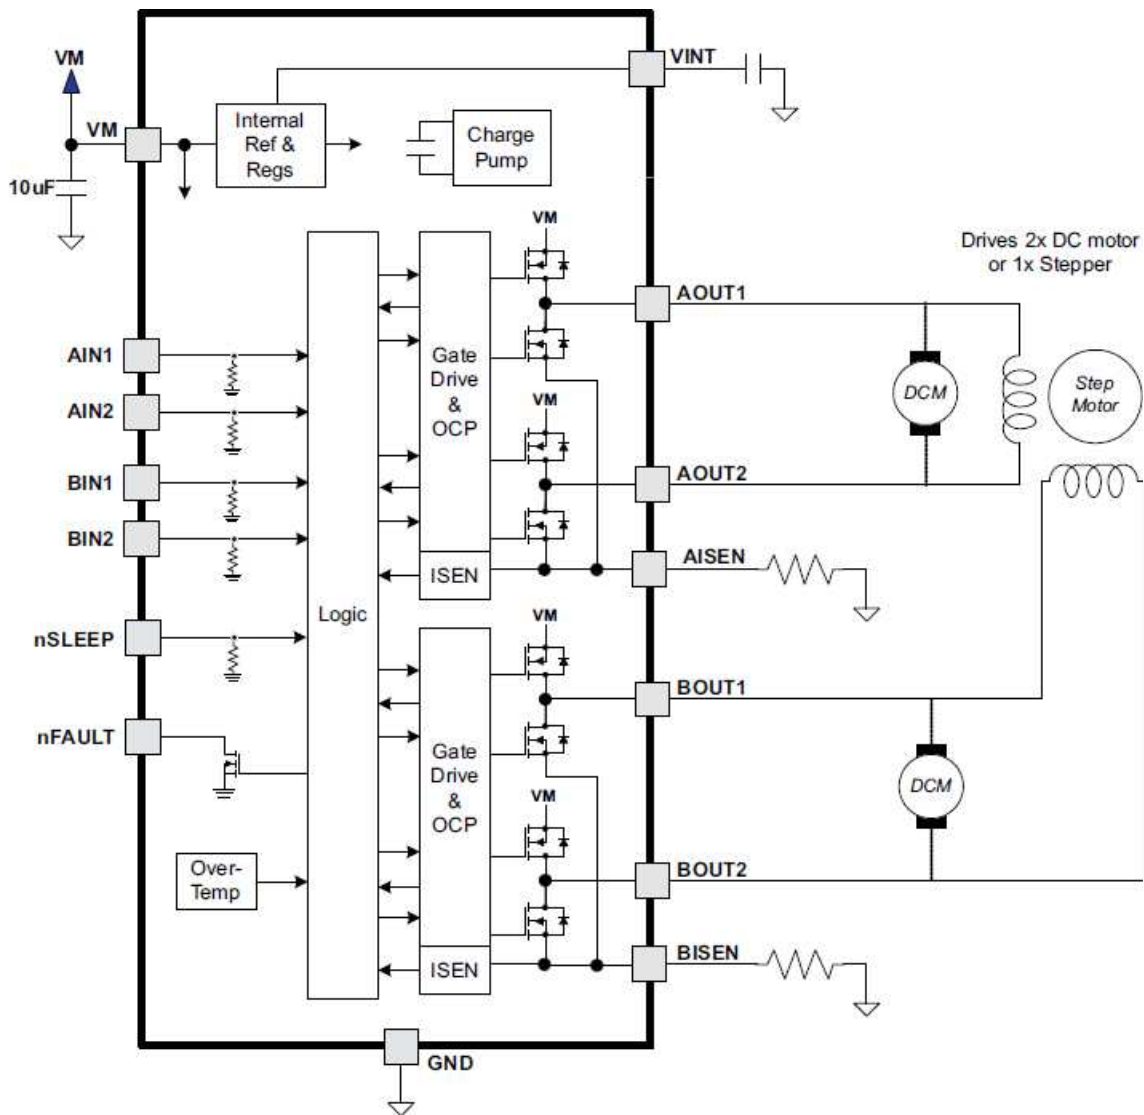 VM
VINT
VM
Internal
Ref &
Regs
Charge
Pump
10uF
VM
Drives 2x DC motor
or 1x Stepper
AOUT1
AIN1
Gate
Drive
&
OCP
DCM
Step
Motor
AIN2
VM
AOUT2
BIN1
BIN2
AISEN
ISEN
Logic
VM
nSLEEP
BOUT1
nFAULT
Gate
Drive
&
OCP
DCM
VM
Over-
Temp
BOUT2
BISEN
ISEN
GND